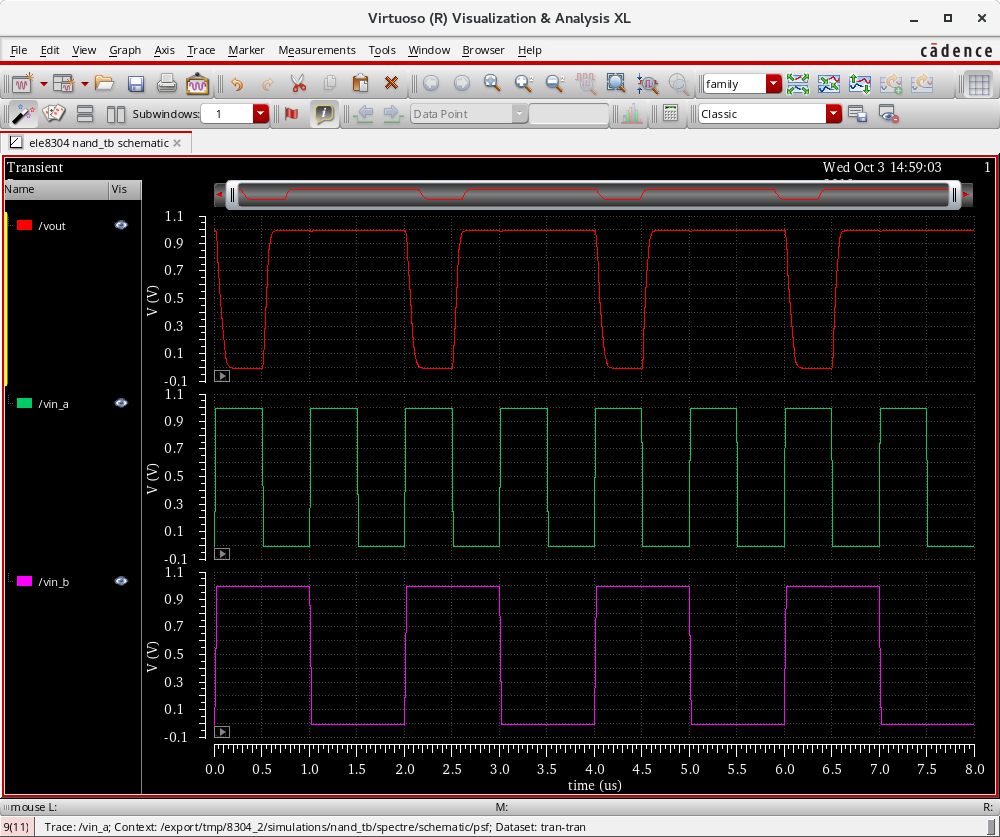 Virtuoso (R) Visualization & Analysis XL
File Edit View Graph Axis Trace Marker Measurements Tools Window Browser Help
cādence
family
Subwindows: 1
Data Point
Classic
ele8304 nand_tb schematic
Transient
Wed Oct 3 14:59:03
1
Name Vis
/vout
1.1
0.9
0.7
0.5
0.3
0.1
-0.1
V (V)
/vin_a
1.1
0.9
0.7
0.5
0.3
0.1
-0.1
V (V)
/vin_b
1.1
0.9
0.7
0.5
0.3
0.1
-0.1
V (V)
0.0 0.5 1.0 1.5 2.0 2.5 3.0 3.5 4.0 4.5 5.0 5.5 6.0 6.5 7.0 7.5 8.0
time (us)
mouse L: M: R:
9(11) Trace: /vin_a; Context: /export/tmp/8304_2/simulations/nand_tb/spectre/schematic/psf; Dataset: tran-tran